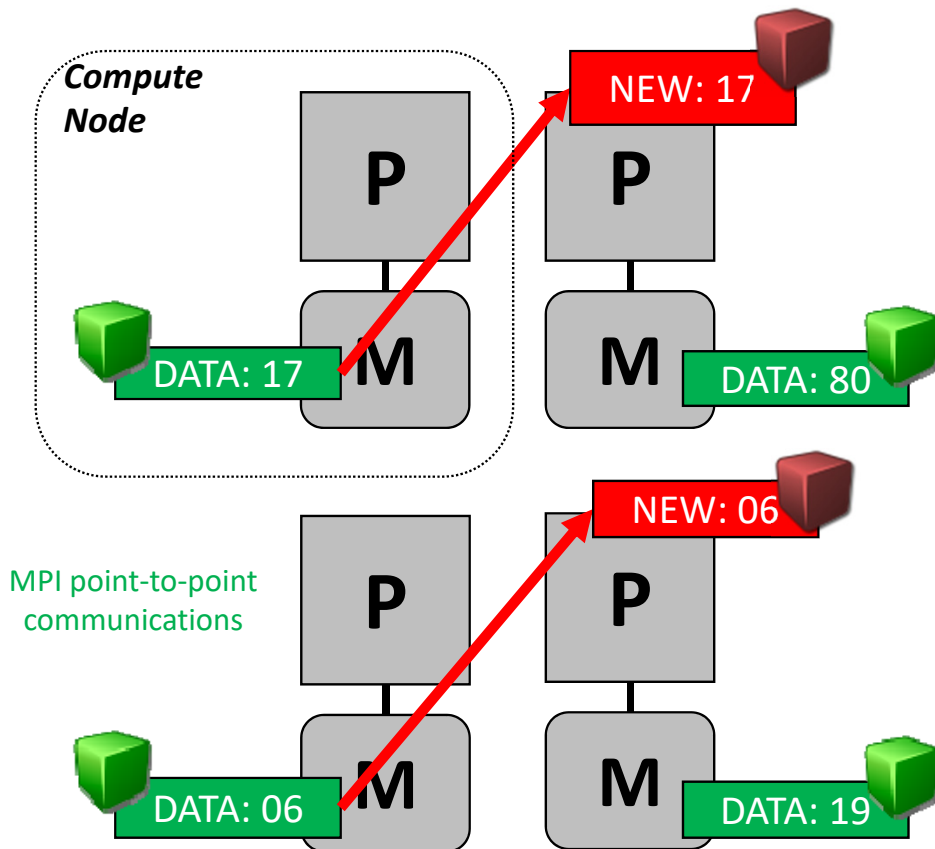 Compute
Node
NEW: 17
P
P
M
M
DATA: 17
DATA: 80
NEW: 06
MPI point-to-point
communications
P
P
M
M
DATA: 06
DATA: 19